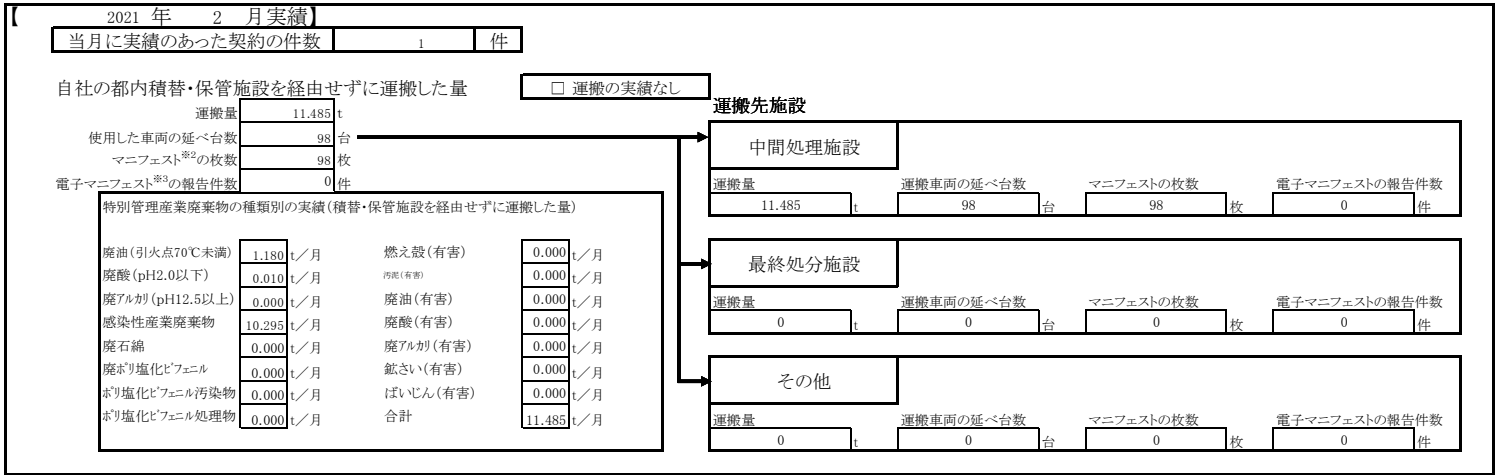 【 2021 年 2 月実績】
当月に実績のあった契約の件数 1 件
自社の都内積替・保管施設を経由せずに運搬した量 □ 運搬の実績なし
運搬量 11.485 t
使用した車両の延べ台数 98 台
マニフェスト※2の枚数 98 枚
電子マニフェスト※3の報告件数 0 件
特別管理産業廃棄物の種類別の実績(積替・保管施設を経由せずに運搬した量)
廃油(引火点70℃未満) 1.180 t/月 燃え殻(有害) 0.000 t/月
廃酸(pH2.0以下) 0.010 t/月 汚泥(有害) 0.000 t/月
廃アルカリ(pH12.5以上) 0.000 t/月 廃油(有害) 0.000 t/月
感染性産業廃棄物 10.295 t/月 廃酸(有害) 0.000 t/月
廃石綿 0.000 t/月 廃アルカリ(有害) 0.000 t/月
廃ポリ塩化ビフェニル 0.000 t/月 鉱さい(有害) 0.000 t/月
ポリ塩化ビフェニル汚染物 0.000 t/月 ばいじん(有害) 0.000 t/月
ポリ塩化ビフェニル処理物 0.000 t/月 合計 11.485 t/月
運搬先施設
中間処理施設
運搬量 運搬車両の延べ台数 マニフェストの枚数 電子マニフェストの報告件数
11.485 t 98 台 98 枚 0 件
最終処分施設
運搬量 運搬車両の延べ台数 マニフェストの枚数 電子マニフェストの報告件数
0 t 0 台 0 枚 0 件
その他
運搬量 運搬車両の延べ台数 マニフェストの枚数 電子マニフェストの報告件数
0 t 0 台 0 枚 0 件